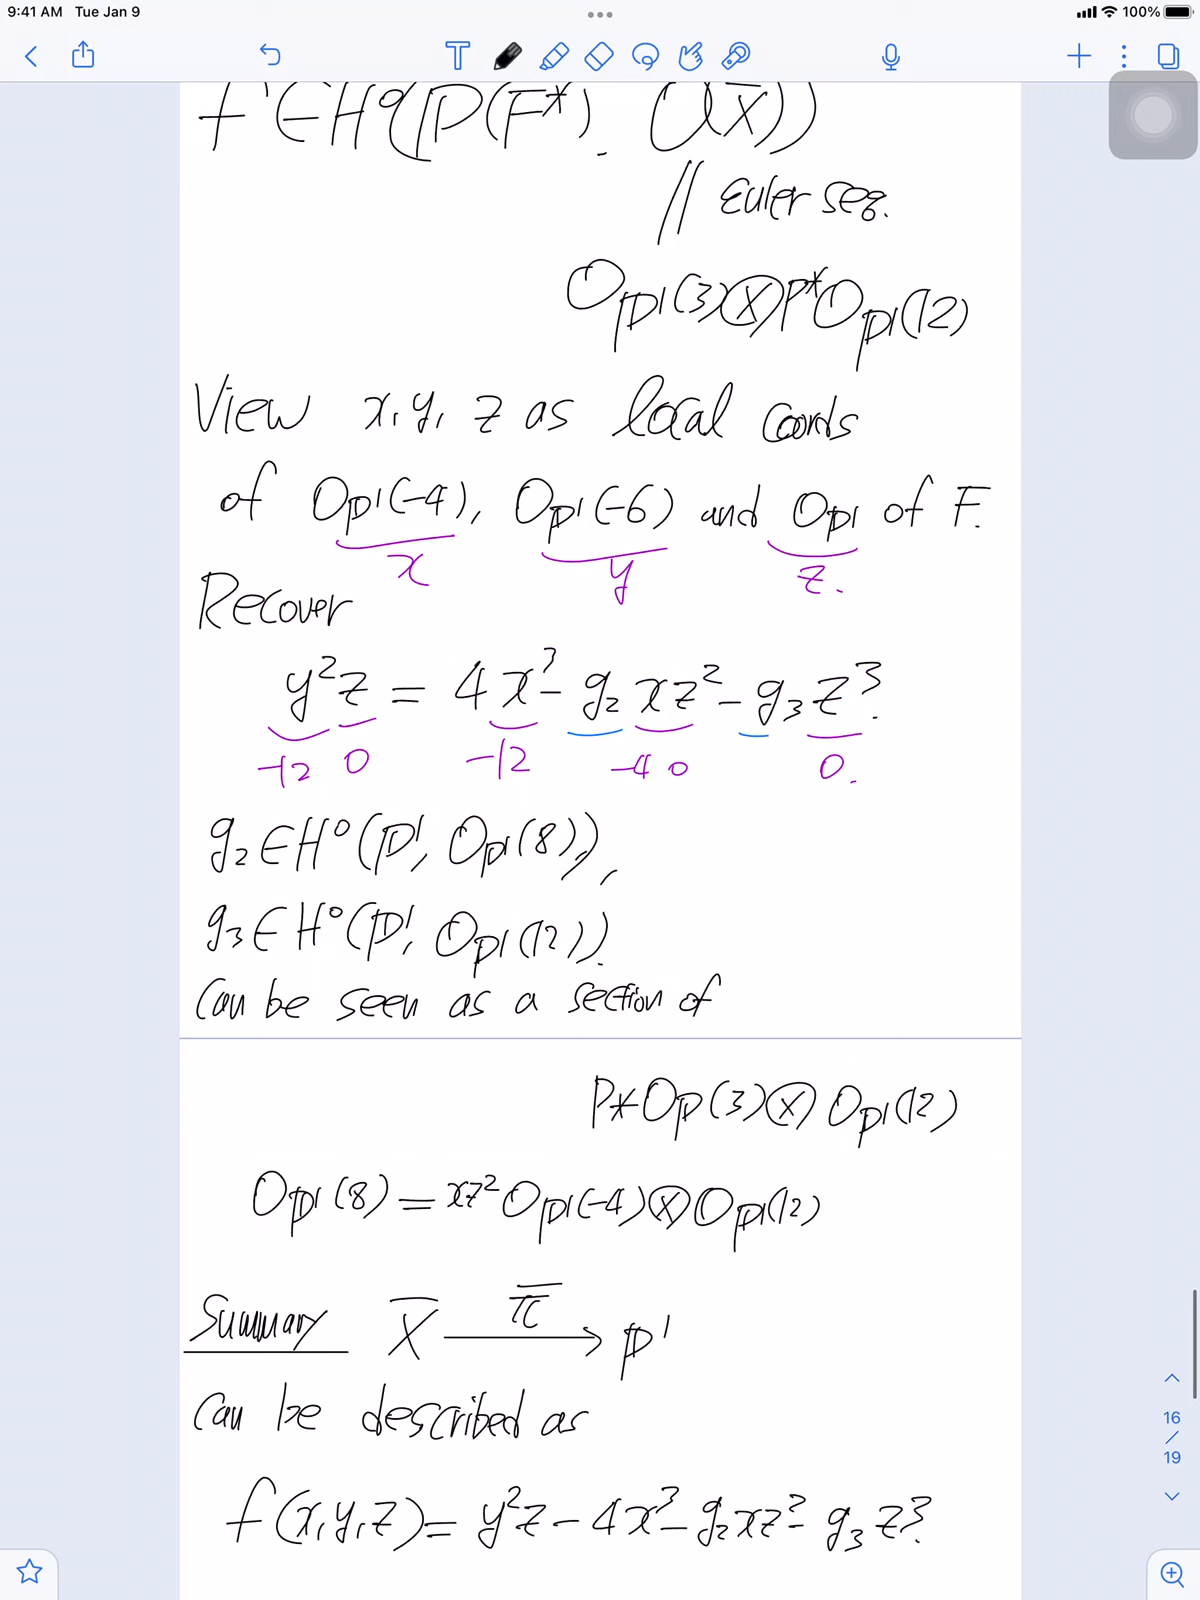 9:41 AM Tue Jan 9
100%
f ∈ H⁰(ℙ(F*), O(X̄))
// Euler seq.
O_ℙ¹(3)⊗p*O_ℙ¹(12)
View x, y, z as local coords
of O_ℙ¹(-4), O_ℙ¹(-6) and O_ℙ¹ of F.
x y z.
Recover
y²z = 4x³ - g₂xz² - g₃z³.
-12 0 -12 -4 0 0.
g₂ ∈ H⁰(ℙ¹, O_ℙ¹(8)),
g₃ ∈ H⁰(ℙ¹, O_ℙ¹(12)).
Can be seen as a section of
P*O_ℙ(3)⊗O_ℙ¹(12)
O_ℙ¹(8) = xz² O_ℙ¹(-4)⊗O_ℙ¹(12)
Summary X̄ ⟶ ℙ¹
π̄
Can be described as
f(x,y,z) = y²z - 4x³ - g₂xz² - g₃z³.
16
/
19